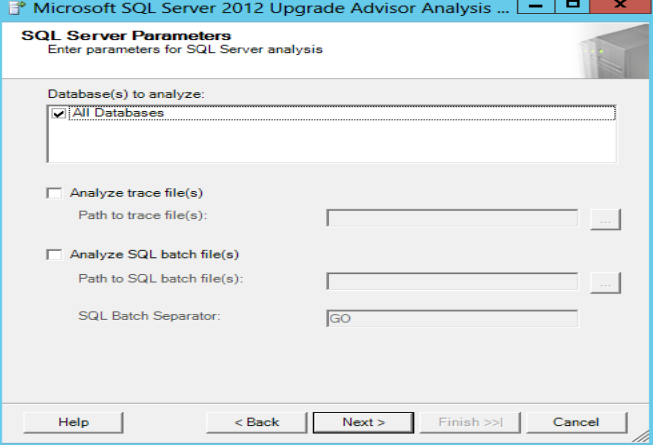 Microsoft SQL Server 2012 Upgrade Advisor Analysis ...
SQL Server Parameters
Enter parameters for SQL Server analysis
Database(s) to analyze:
All Databases
Analyze trace file(s)
Path to trace file(s):
...
Analyze SQL batch file(s)
Path to SQL batch file(s):
...
SQL Batch Separator:
GO
Help
< Back
Next >
Finish >>|
Cancel